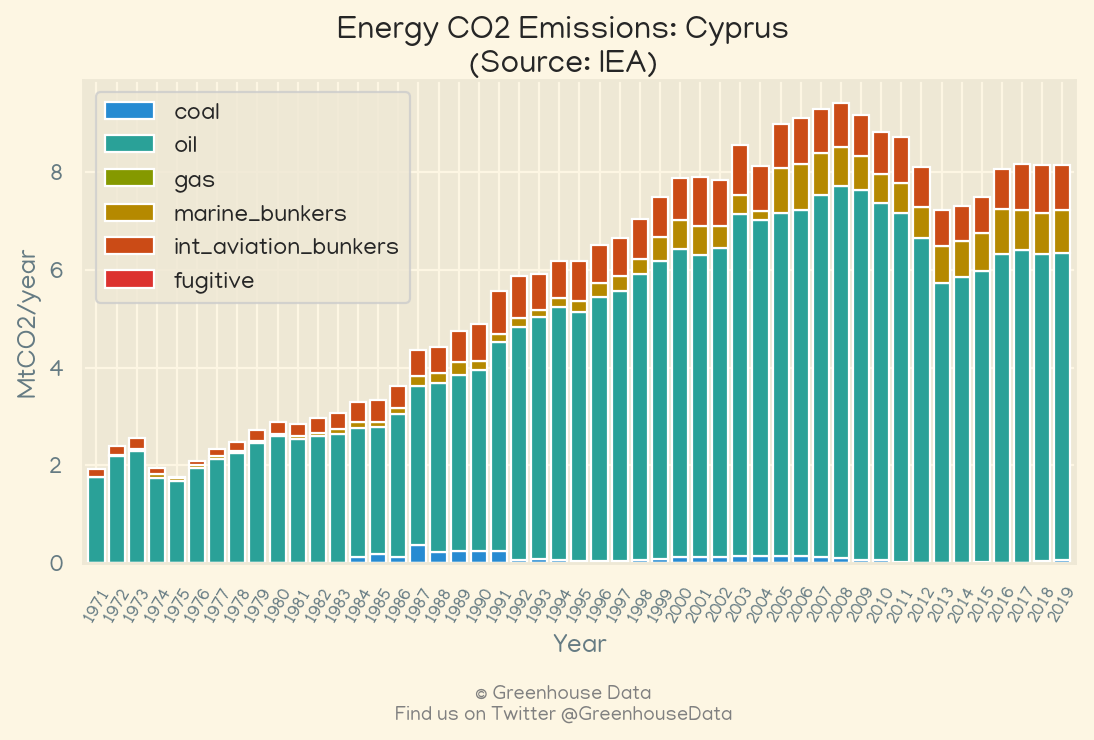 Energy CO2 Emissions: Cyprus
(Source: IEA)
coal
oil
gas
marine_bunkers
int_aviation_bunkers
fugitive
MtCO2/year
8
6
4
2
0
1971 1972 1973 1974 1975 1976 1977 1978 1979 1980 1981 1982 1983 1984 1985 1986 1987 1988 1989 1990 1991 1992 1993 1994 1995 1996 1997 1998 1999 2000 2001 2002 2003 2004 2005 2006 2007 2008 2009 2010 2011 2012 2013 2014 2015 2016 2017 2018 2019
Year
© Greenhouse Data
Find us on Twitter @GreenhouseData